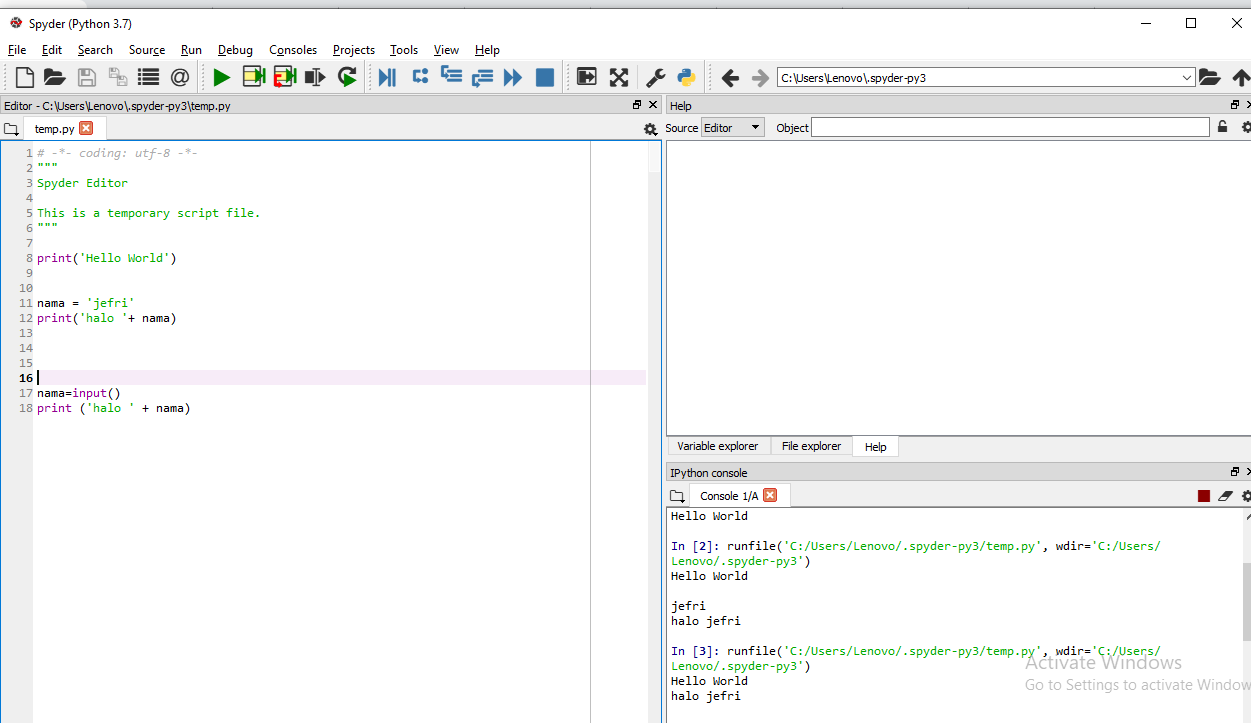 Spyder (Python 3.7)
File Edit Search Source Run Debug Consoles Projects Tools View Help
C:\Users\Lenovo\.spyder-py3
Editor - C:\Users\Lenovo\.spyder-py3\temp.py
temp.py
1 # -*- coding: utf-8 -*-
2 """
3 Spyder Editor
4
5 This is a temporary script file.
6 """
7
8 print('Hello World')
9
10
11 nama = 'jefri'
12 print('halo '+ nama)
13
14
15
16
17 nama=input()
18 print ('halo ' + nama)
Help
Source Editor Object
Variable explorer File explorer Help
IPython console
Console 1/A
Hello World
In [2]: runfile('C:/Users/Lenovo/.spyder-py3/temp.py', wdir='C:/Users/
Lenovo/.spyder-py3')
Hello World
jefri
halo jefri
In [3]: runfile('C:/Users/Lenovo/.spyder-py3/temp.py', wdir='C:/Users/
Lenovo/.spyder-py3')
Hello World
halo jefri
Activate Windows
Go to Settings to activate Window